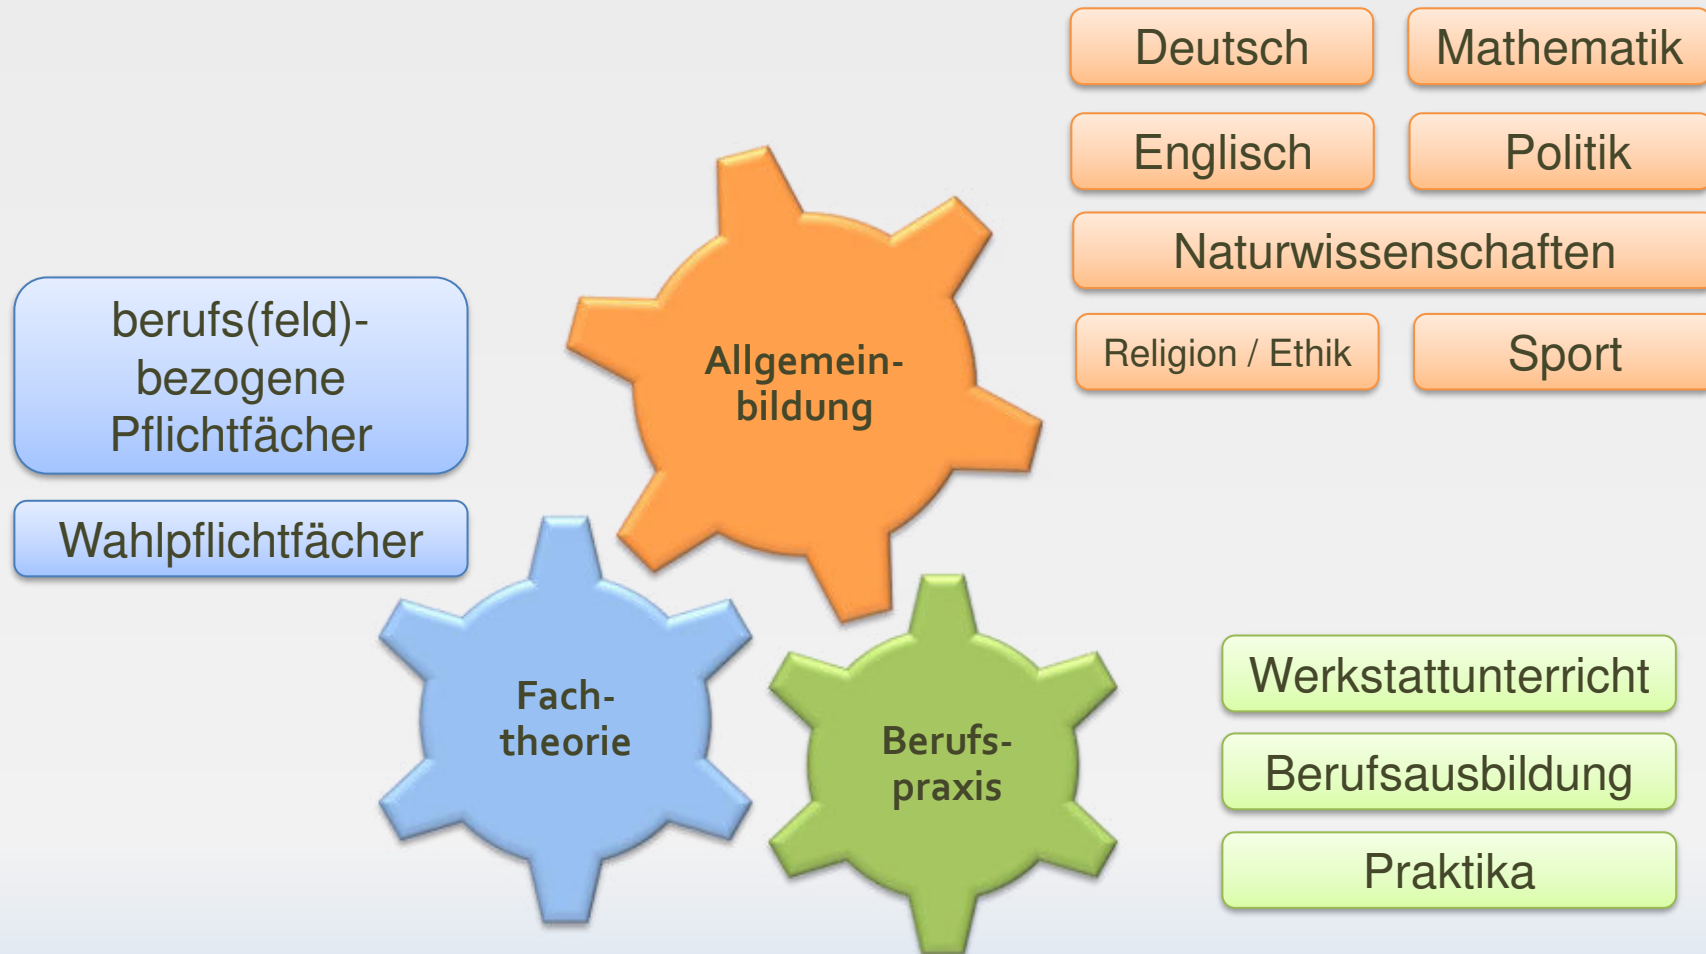 Deutsch
Mathematik
Englisch
Politik
Naturwissenschaften
Religion / Ethik
Sport
berufs(feld)-
bezogene
Pflichtfächer
Wahlpflichtfächer
Allgemein-
bildung
Fach-
theorie
Berufs-
praxis
Werkstattunterricht
Berufsausbildung
Praktika